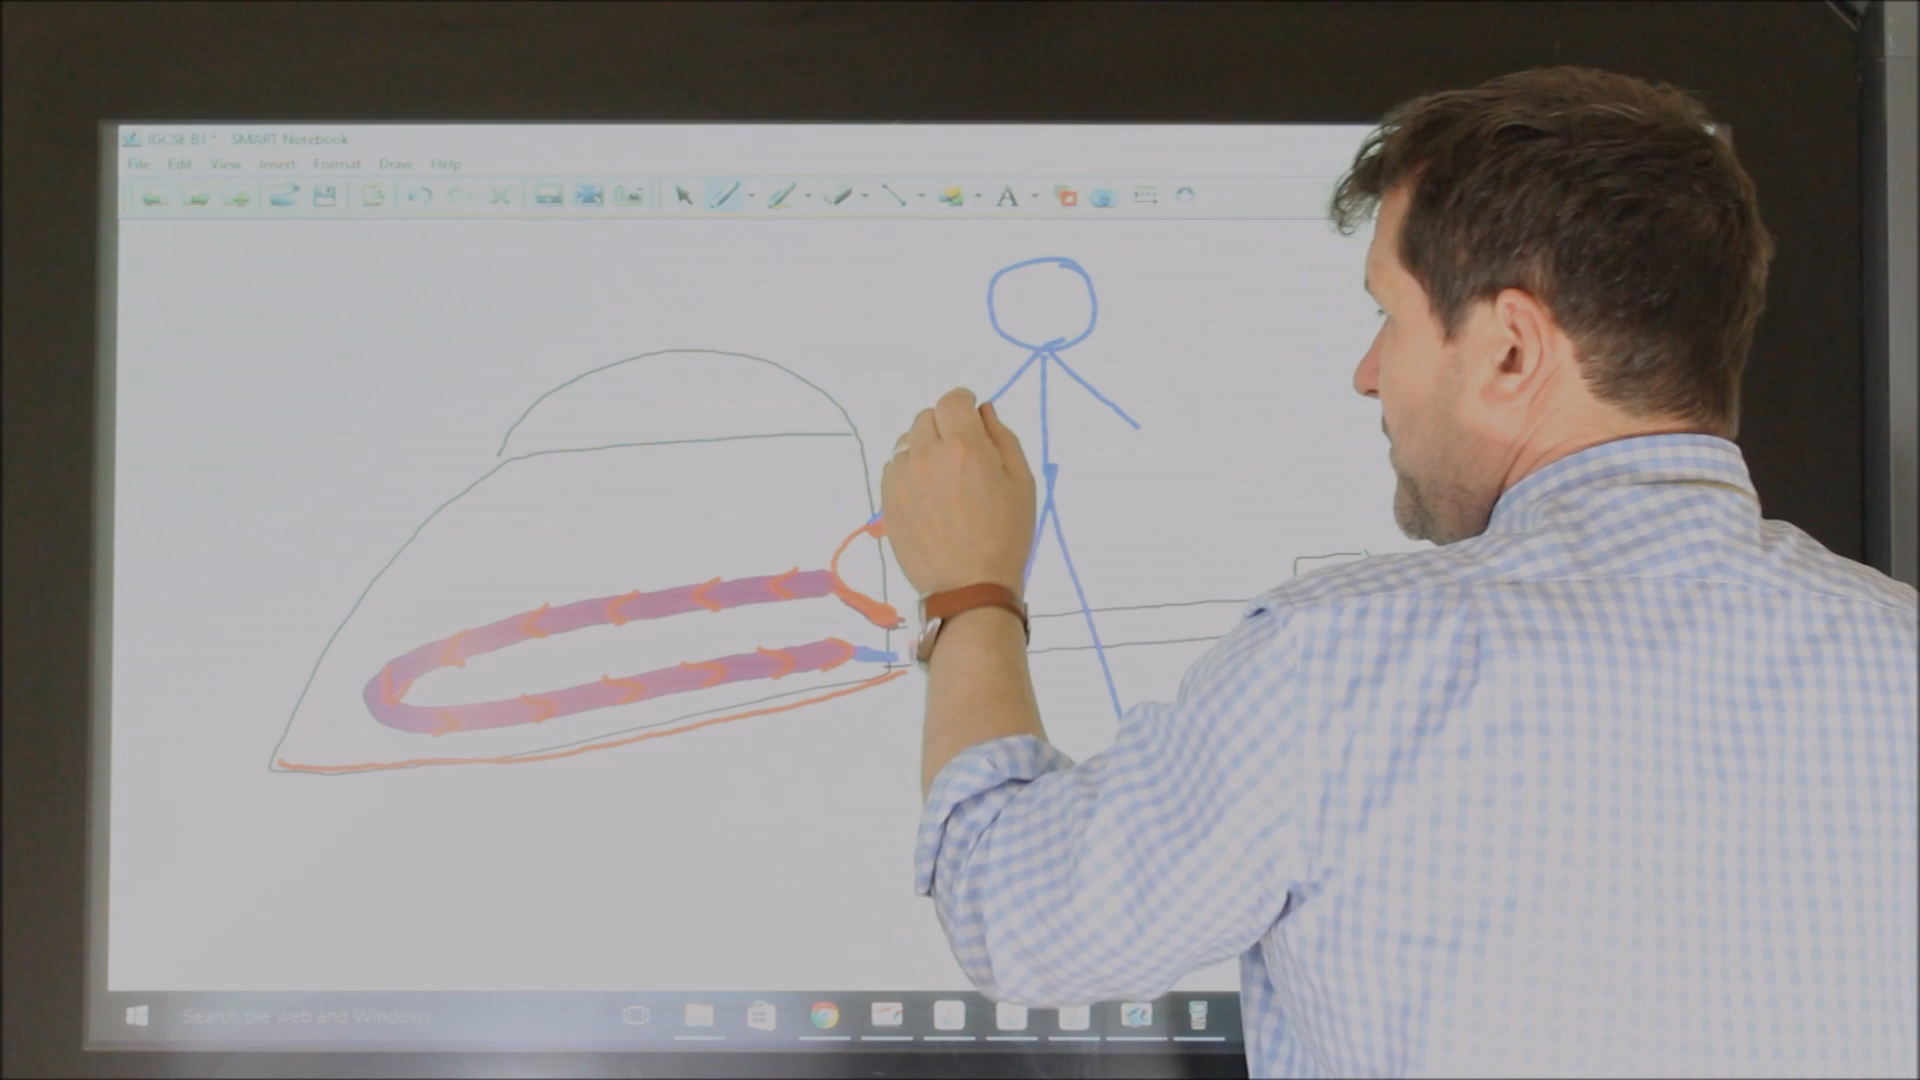 IGCSE B1* - SMART Notebook
File Edit View Insert Format Draw Help
A
Search the web and Windows